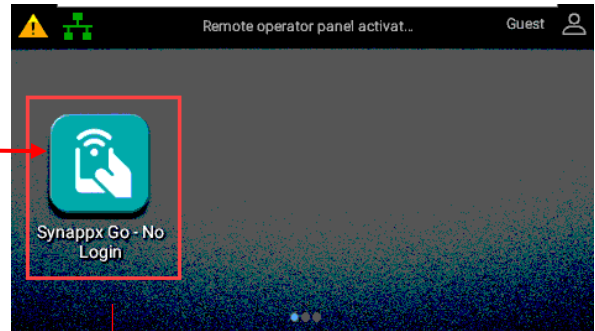 Remote operator panel activat... Guest
Synappx Go - No
Login